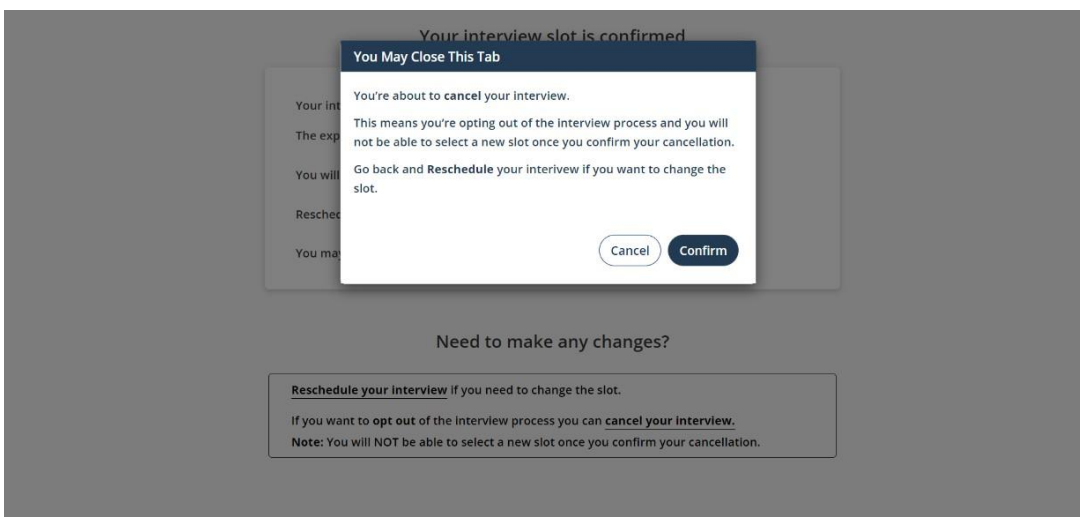 Your interview slot is confirmed
You May Close This Tab
You're about to cancel your interview.
This means you're opting out of the interview process and you will
not be able to select a new slot once you confirm your cancellation.
Go back and Reschedule your interivew if you want to change the
slot.
Cancel Confirm
Your
The
You will
You
Need to make any changes?
Reschedule your interview if you need to change the slot.
If you want to opt out of the interview process you can cancel your interview.
Note: You will NOT be able to select a new slot once you confirm your cancellation.